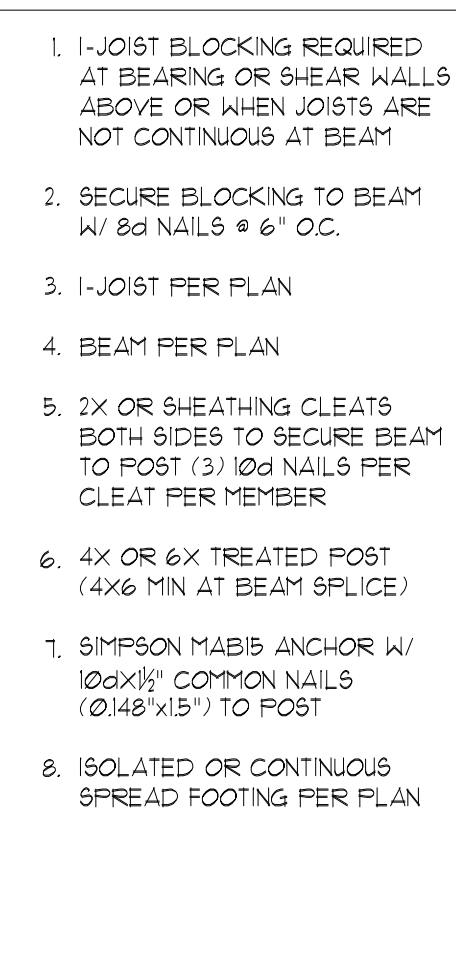 1. I-JOIST BLOCKING REQUIRED
AT BEARING OR SHEAR WALLS
ABOVE OR WHEN JOISTS ARE
NOT CONTINUOUS AT BEAM
2. SECURE BLOCKING TO BEAM
W/ 8d NAILS @ 6" O.C.
3. I-JOIST PER PLAN
4. BEAM PER PLAN
5. 2X OR SHEATHING CLEATS
BOTH SIDES TO SECURE BEAM
TO POST (3) 10d NAILS PER
CLEAT PER MEMBER
6. 4X OR 6X TREATED POST
(4X6 MIN AT BEAM SPLICE)
7. SIMPSON MAB15 ANCHOR W/
10dX1½" COMMON NAILS
(0.148"x1.5") TO POST
8. ISOLATED OR CONTINUOUS
SPREAD FOOTING PER PLAN